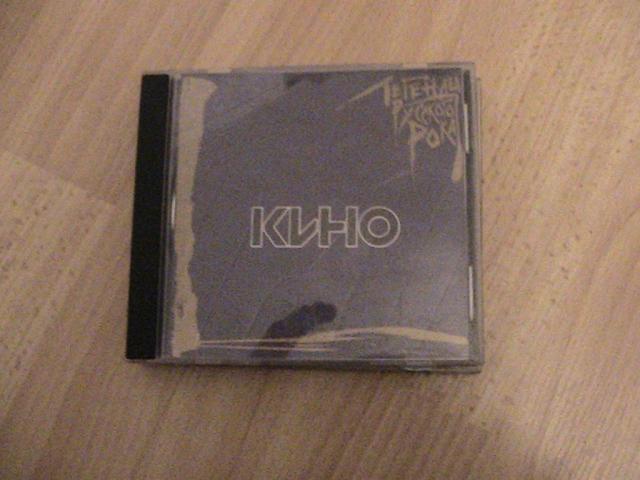 Легенды
Русского
Рока
КИНО